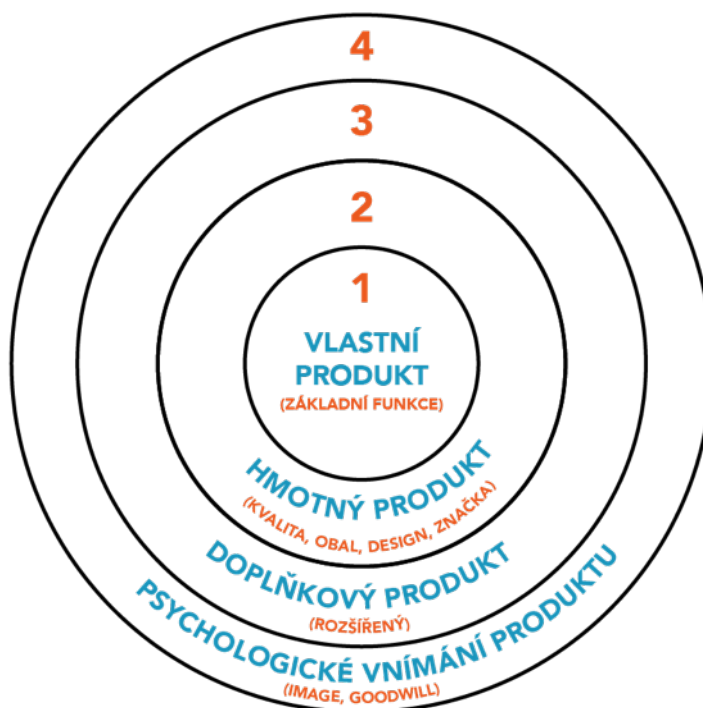 4
3
2
1
VLASTNÍ
PRODUKT
(ZÁKLADNÍ FUNKCE)
HMOTNÝ PRODUKT
(KVALITA, OBAL, DESIGN, ZNAČKA)
DOPLŇKOVÝ PRODUKT
(ROZŠÍŘENÝ)
PSYCHOLOGICKÉ VNÍMÁNÍ PRODUKTU
(IMAGE, GOODWILL)